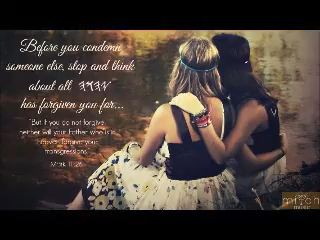 Before you condemn
someone else, stop and think
about all 𐤉𐤄𐤅𐤄
has forgiven you for...
"But if you do not forgive,
neither will your Father who is in
heaven forgive your
transgressions."
Mark 11:26